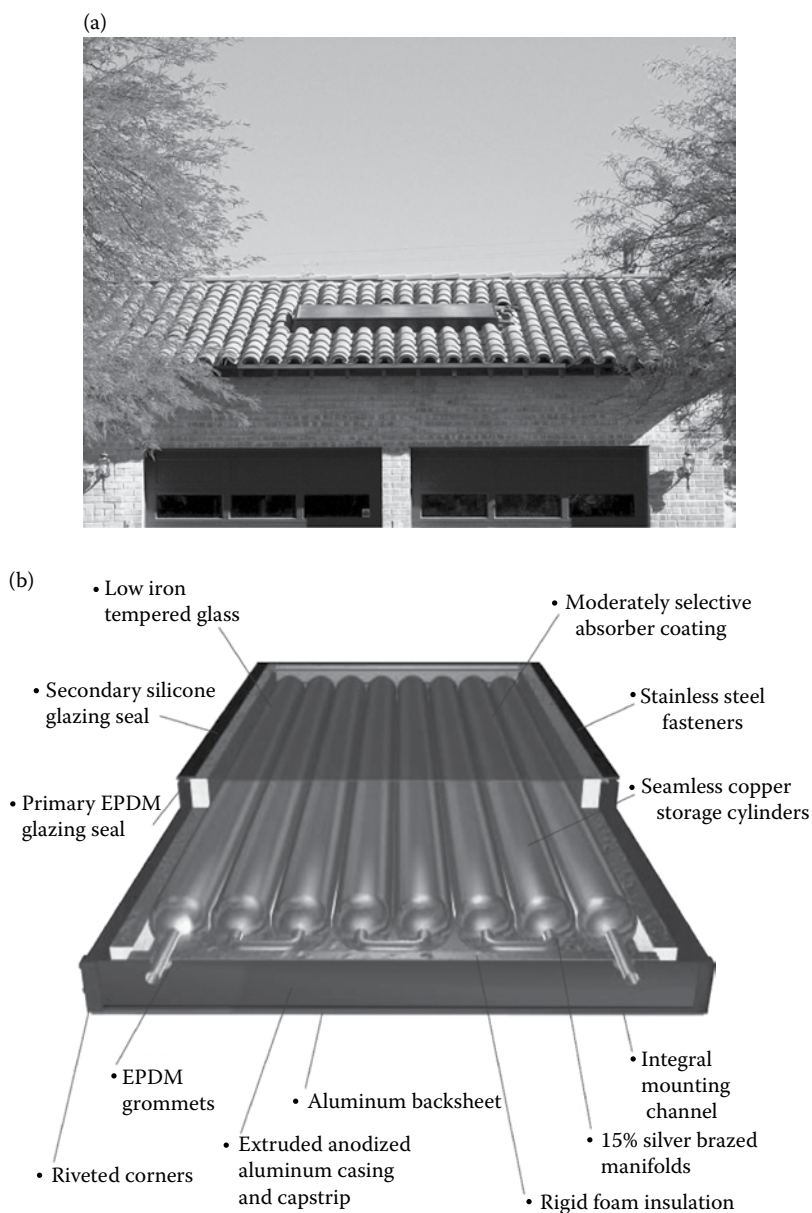 (a)
(b)
• Low iron
tempered glass
• Moderately selective
absorber coating
• Secondary silicone
glazing seal
• Stainless steel
fasteners
• Primary EPDM
glazing seal
• Seamless copper
storage cylinders
• EPDM
grommets
• Aluminum backsheet
• Integral
mounting
channel
• Riveted corners
• Extruded anodized
aluminum casing
and capstrip
• 15% silver brazed
manifolds
• Rigid foam insulation